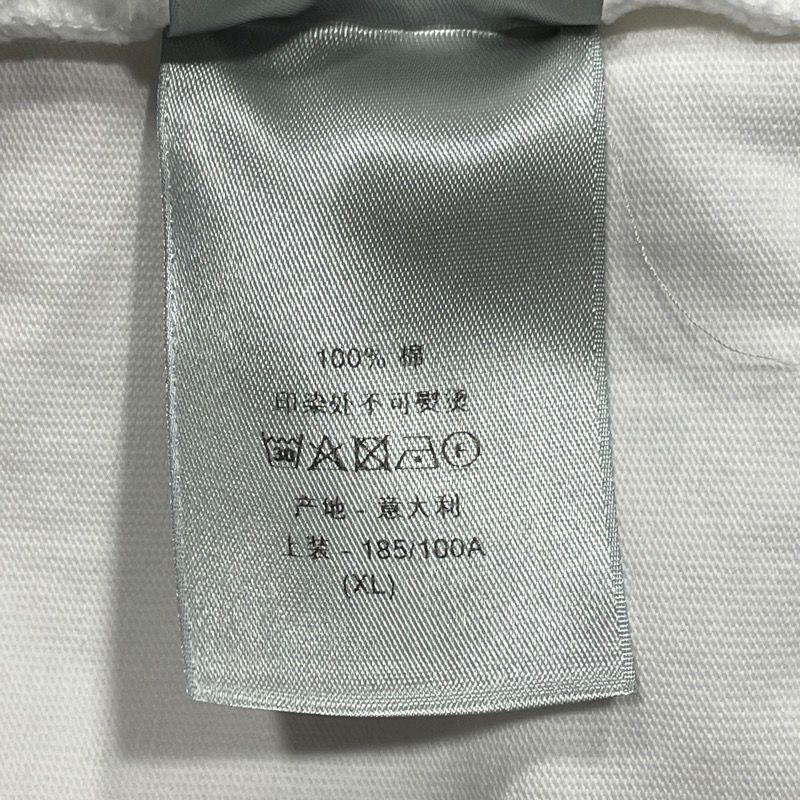 100% 棉
印染处不可熨烫
30 F
产地 - 意大利
上装 - 185/100A
(XL)